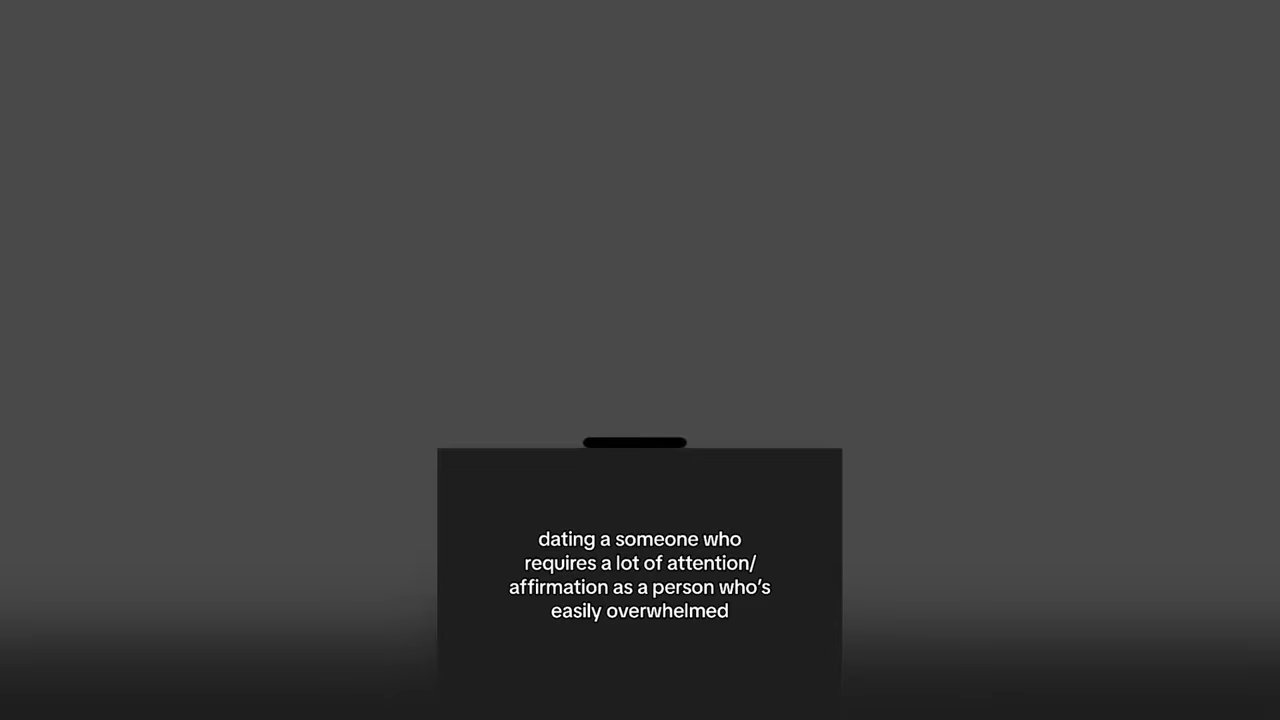 dating a someone who
requires a lot of attention/
affirmation as a person who’s
easily overwhelmed